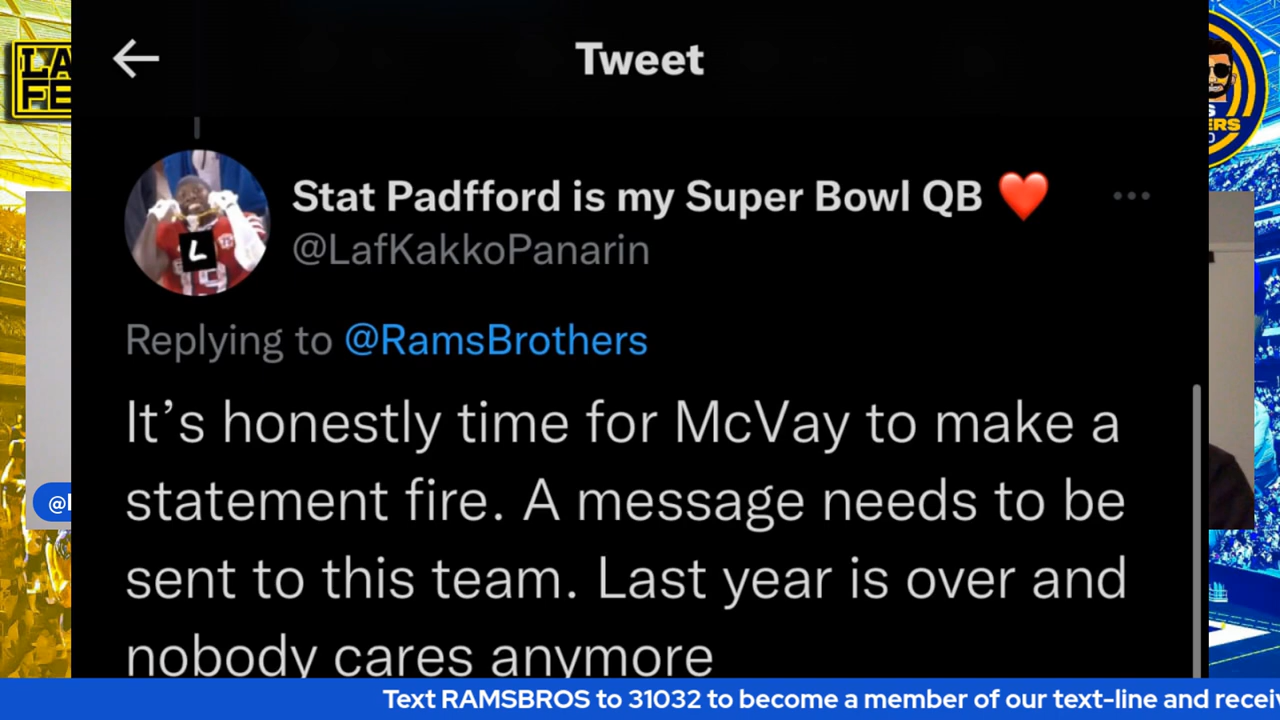 Tweet
Stat Padfford is my Super Bowl QB ❤️
@LafKakkoPanarin
L
Replying to @RamsBrothers
It’s honestly time for McVay to make a
statement fire. A message needs to be
sent to this team. Last year is over and
nobody cares anymore
Text RAMSBROS to 31032 to become a member of our text-line and recei